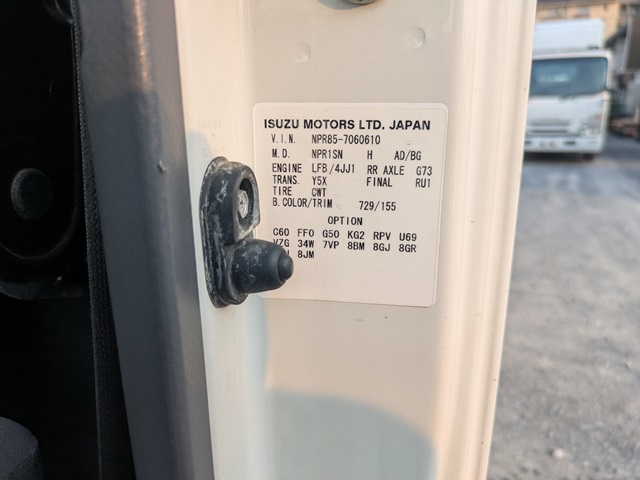 ISUZU MOTORS LTD. JAPAN
V.I.N. NPR85-7060610
M.D. NPR1SN H AD/BG
ENGINE LFB/4JJ1 RR AXLE G73
TRANS. Y5X FINAL RU1
TIRE CWT
B.COLOR/TRIM 729/155
OPTION
C60 FF0 G50 KG2 RPV U69
VZG 34W 7VP 8BM 8GJ 8GR
8JM